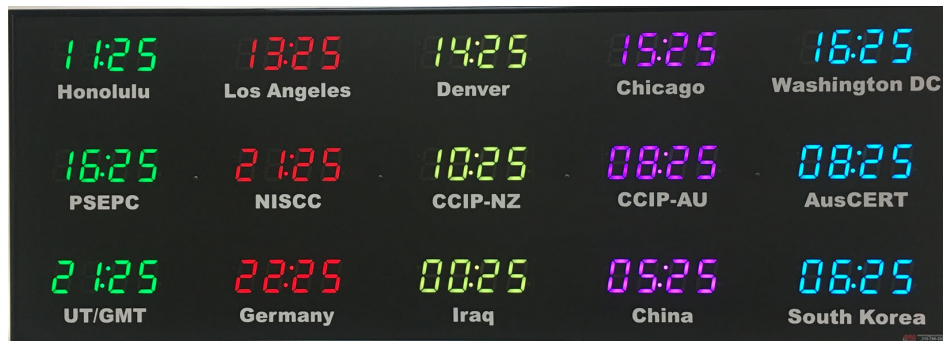 11:25 13:25 14:25 15:25 16:25
Honolulu Los Angeles Denver Chicago Washington DC
16:25 21:25 10:25 08:25 08:25
PSEPC NISCC CCIP-NZ CCIP-AU AusCERT
21:25 22:25 00:25 05:25 06:25
UT/GMT Germany Iraq China South Korea